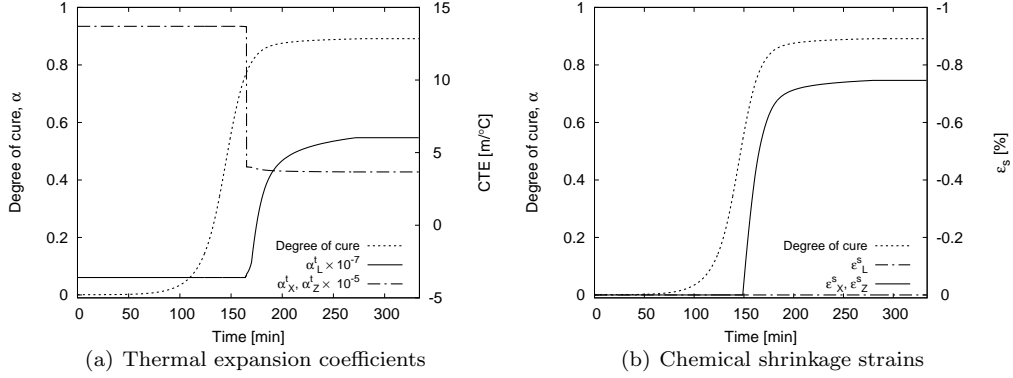 1
0.8
0.6
0.4
0.2
0
Degree of cure, α
0 50 100 150 200 250 300
Time [min]
15
10
5
0
-5
CTE [m/°C]
Degree of cure
α^t_L × 10^-7
α^t_X, α^t_Z × 10^-5
(a) Thermal expansion coefficients
1
0.8
0.6
0.4
0.2
0
Degree of cure, α
0 50 100 150 200 250 300
Time [min]
-1
-0.8
-0.6
-0.4
-0.2
0
ε_s [%]
Degree of cure
ε^s_L
ε^s_X, ε^s_Z
(b) Chemical shrinkage strains